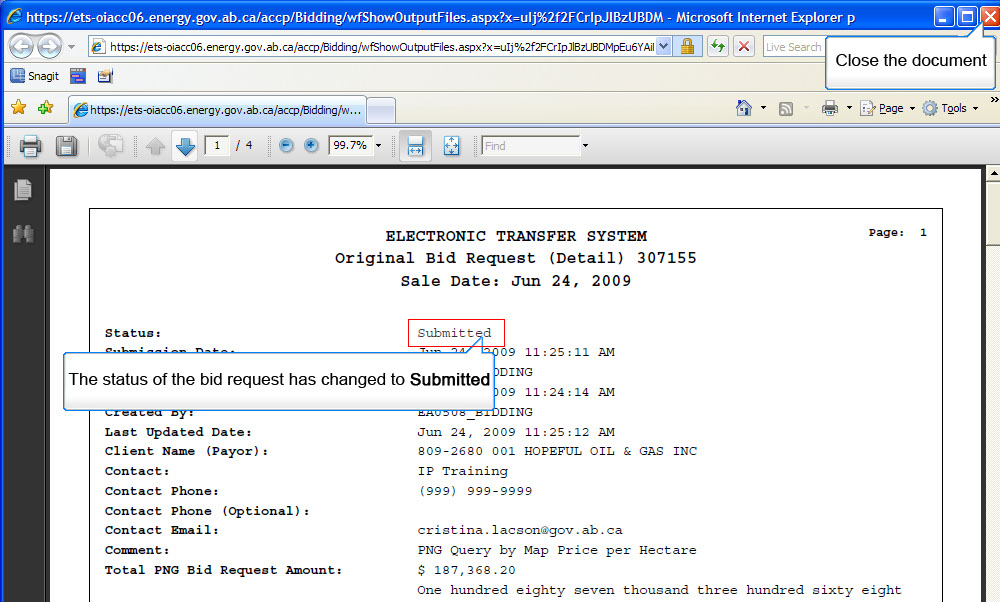 https://ets-oiacc06.energy.gov.ab.ca/accp/Bidding/wfShowOutputFiles.aspx?x=uIj%2f2FCrIpJIBzUBDM - Microsoft Internet Explorer p
https://ets-oiacc06.energy.gov.ab.ca/accp/Bidding/wfShowOutputFiles.aspx?x=uIj%2f2FCrIpJlBzUBDMpEu6YAil
Live Search
Close the document
Snagit
https://ets-oiacc06.energy.gov.ab.ca/accp/Bidding/w...
Page
Tools
1 / 4
99.7%
Find
ELECTRONIC TRANSFER SYSTEM
Page: 1
Original Bid Request (Detail) 307155
Sale Date: Jun 24, 2009
Status: Submitted
Submission Date: Jun 24, 2009 11:25:11 AM
The status of the bid request has changed to Submitted
DING
009 11:24:14 AM
Created By: EA0508_BIDDING
Last Updated Date: Jun 24, 2009 11:25:12 AM
Client Name (Payor): 809-2680 001 HOPEFUL OIL & GAS INC
Contact: IP Training
Contact Phone: (999) 999-9999
Contact Phone (Optional):
Contact Email: cristina.lacson@gov.ab.ca
Comment: PNG Query by Map Price per Hectare
Total PNG Bid Request Amount: $ 187,368.20
One hundred eighty seven thousand three hundred sixty eight